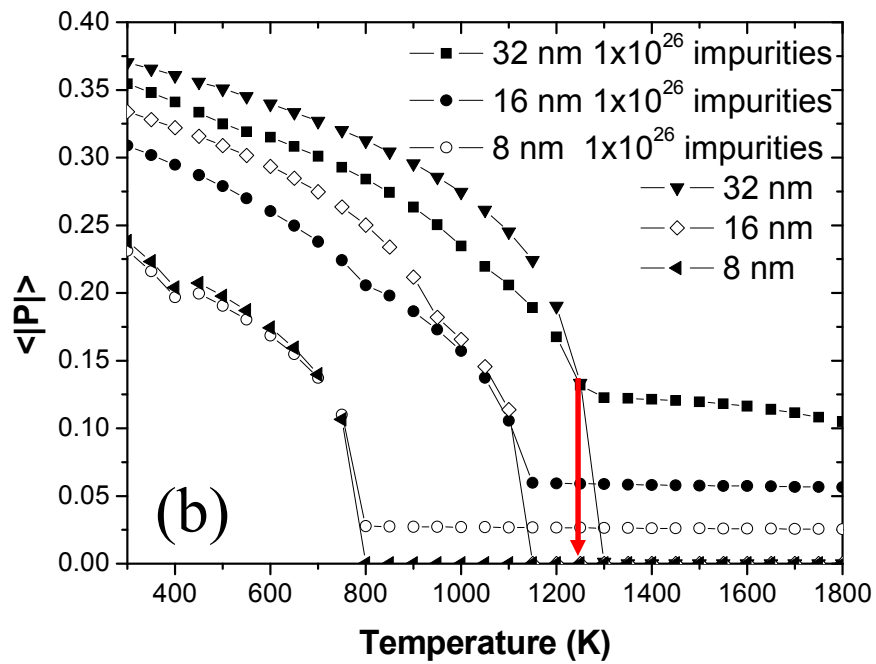 0.40
0.35
0.30
0.25
0.20
0.15
0.10
0.05
0.00
<|P|>
32 nm 1x10²⁶ impurities
16 nm 1x10²⁶ impurities
8 nm 1x10²⁶ impurities
32 nm
16 nm
8 nm
(b)
400 600 800 1000 1200 1400 1600 1800
Temperature (K)